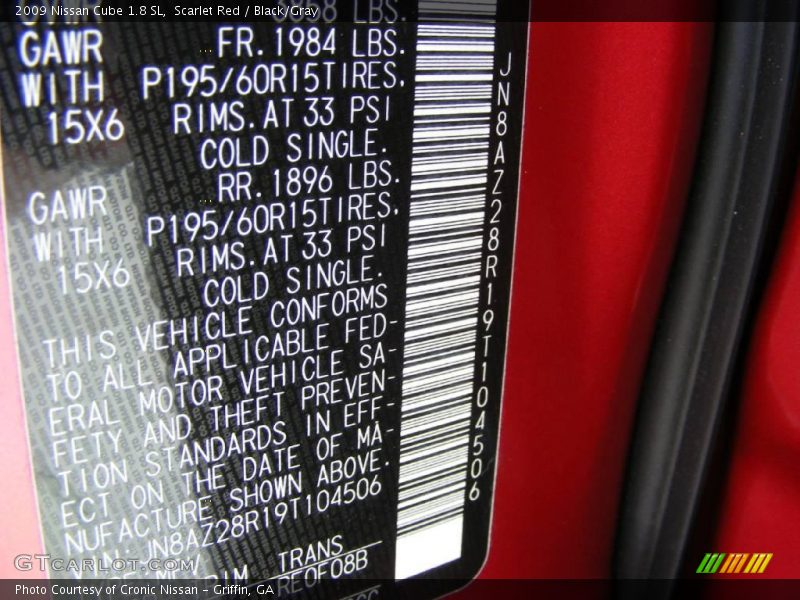 2009 Nissan Cube 1.8 SL, Scarlet Red / Black/Gray
LBS.
GAWR FR. 1984 LBS.
WITH P195/60R15TIRES,
15X6 RIMS. AT 33 PSI
COLD SINGLE.
GAWR RR. 1896 LBS.
WITH P195/60R15TIRES,
15X6 RIMS. AT 33 PSI
COLD SINGLE.
THIS VEHICLE CONFORMS
TO ALL APPLICABLE FED-
ERAL MOTOR VEHICLE SA-
FETY AND THEFT PREVEN-
TION STANDARDS IN EFF-
ECT ON THE DATE OF MA-
NUFACTURE SHOWN ABOVE.
JN8AZ28R19T104506
TRANS
RE0F08B
JN8AZ28R19T104506
GTcarlot.com
Photo Courtesy of Cronic Nissan - Griffin, GA